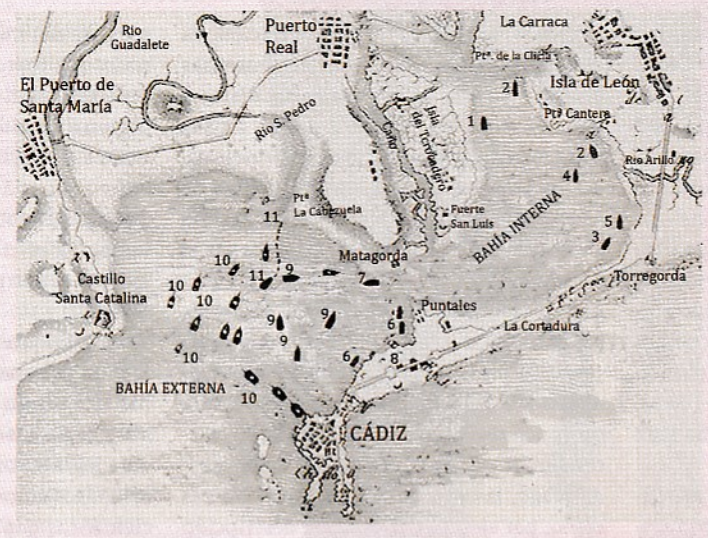 Rio
Guadalete
Puerto
Real
La Carraca
El Puerto de
Santa María
Rio S. Pedro
Caño
Isla
del Trocadero
Ptª. de la Clica
Isla de León
Ptª Cantera
Rio Arillo
2
1
2
4
5
3
Ptª
La Cabezuela
11
Fuerte
San Luis
BAHÍA INTERNA
Matagorda
10
11
9
7
10
10
Castillo
Santa Catalina
Torregorda
9
9
9
6
Puntales
La Cortadura
10
6
8
BAHÍA EXTERNA
10
CÁDIZ